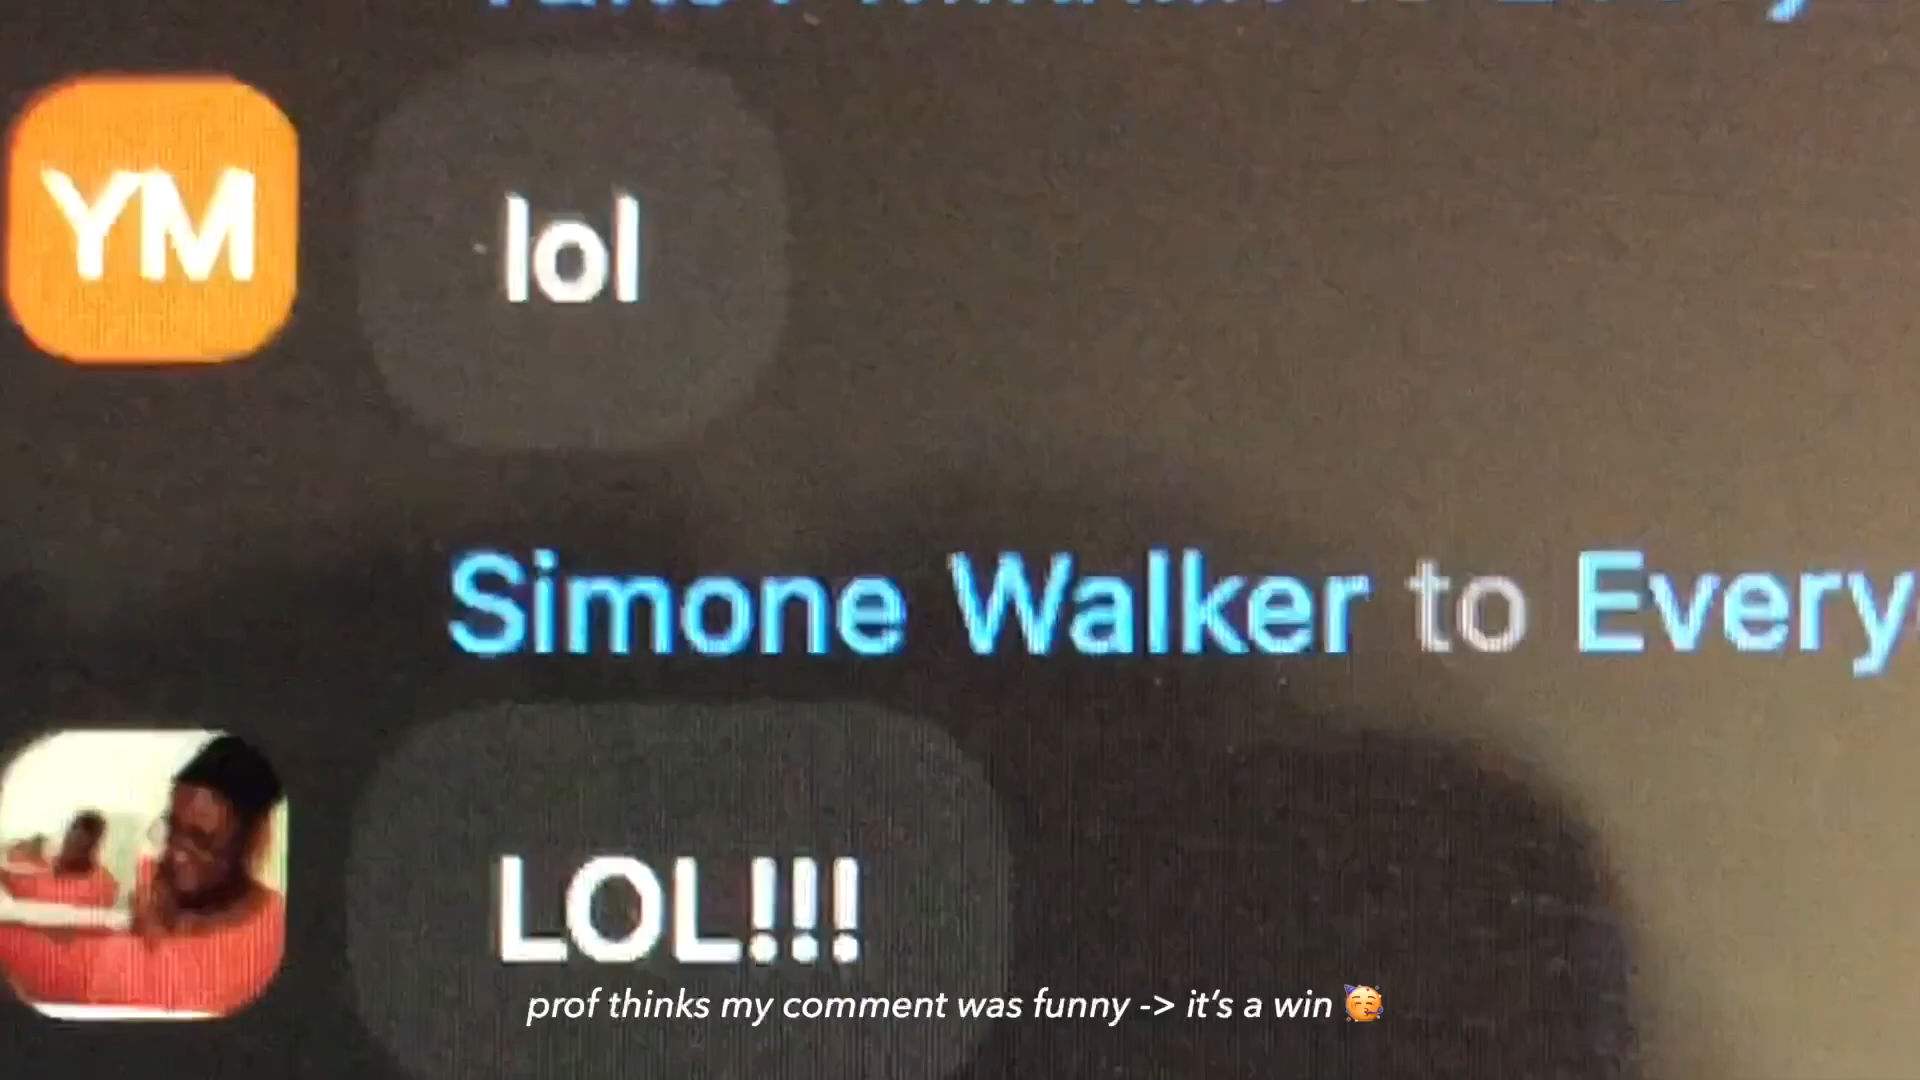 YM
lol
Simone Walker to Every
LOL!!!
prof thinks my comment was funny -> it's a win 🥳